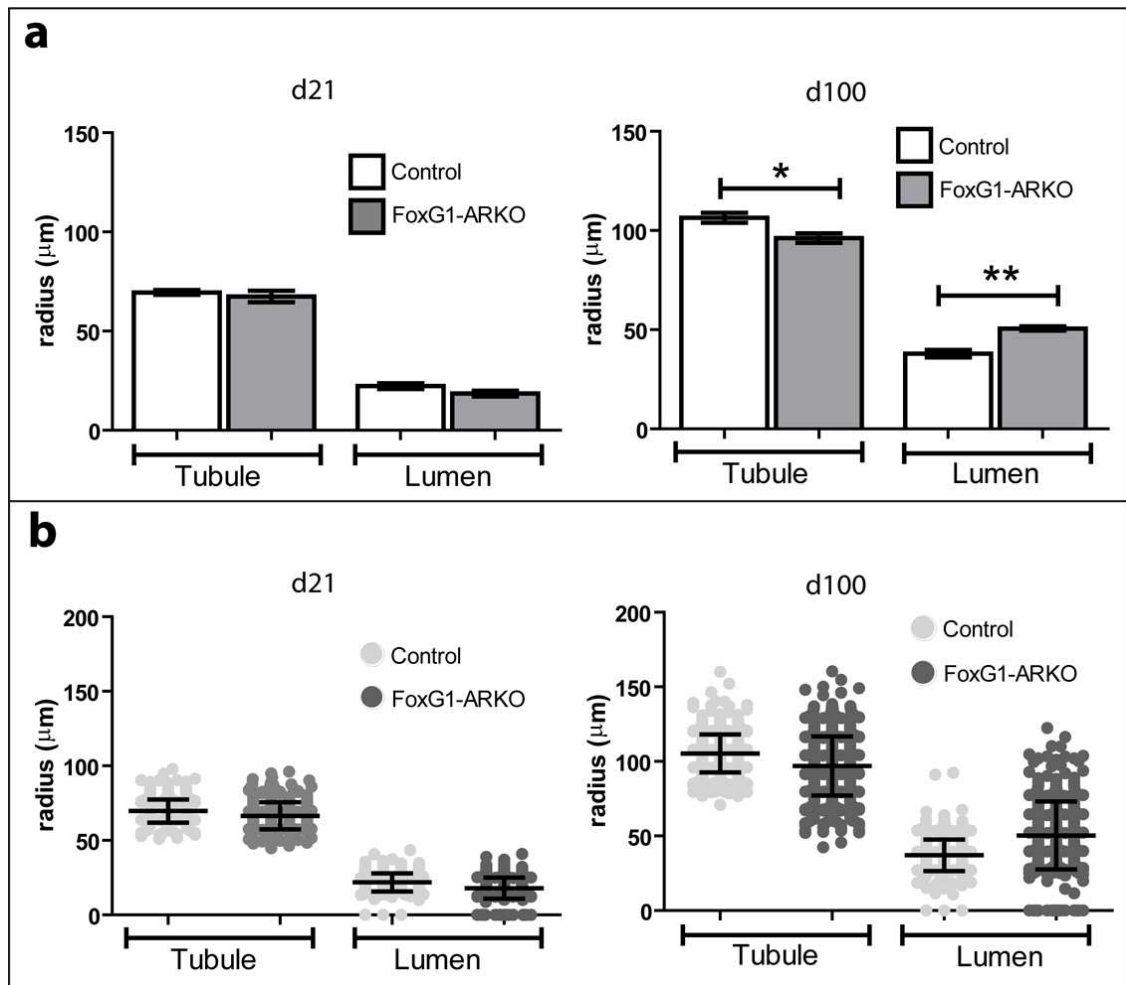 a
d21
d100
150
100
50
0
radius (μm)
Control
FoxG1-ARKO
Tubule
Lumen
150
100
50
0
radius (μm)
Control
FoxG1-ARKO
*
**
Tubule
Lumen
b
d21
d100
200
150
100
50
0
radius (μm)
Control
FoxG1-ARKO
Tubule
Lumen
200
150
100
50
0
radius (μm)
Control
FoxG1-ARKO
Tubule
Lumen